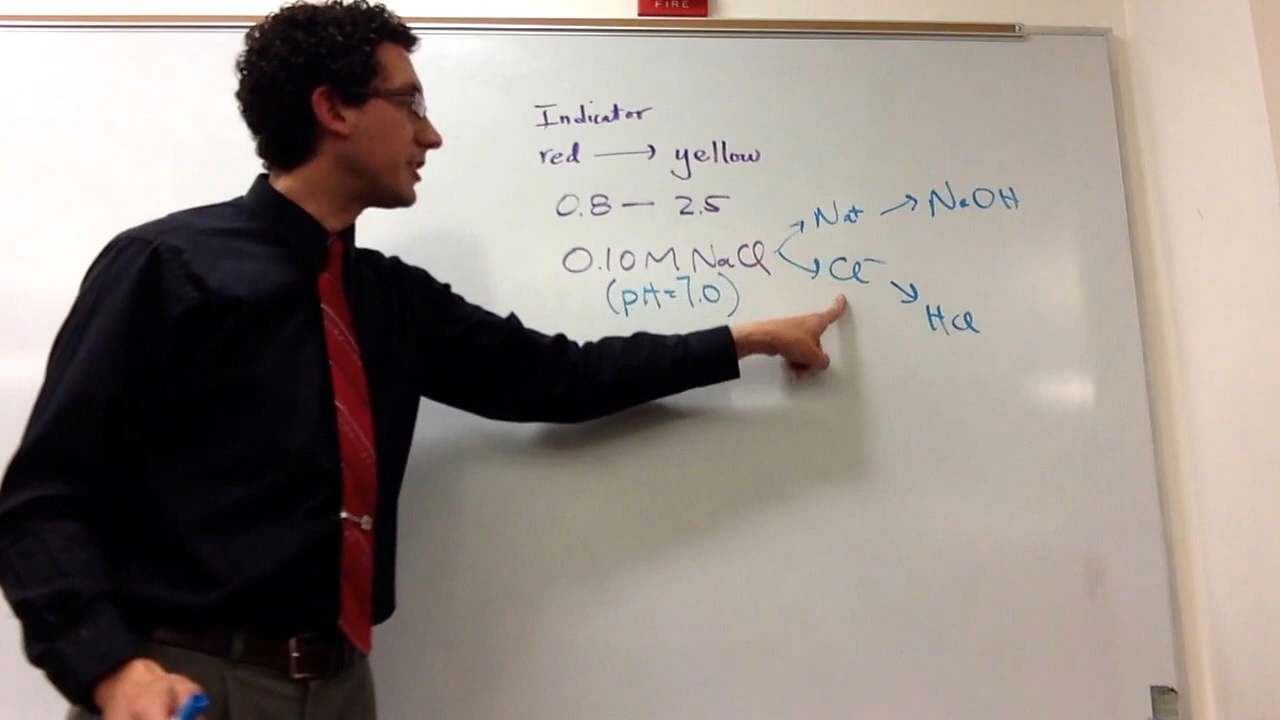 FIRE
Indicator
red → yellow
0.8 — 2.5
0.10 M NaCl → Na⁺ → NaOH
→ Cl⁻ → HCl
(pH=7.0)